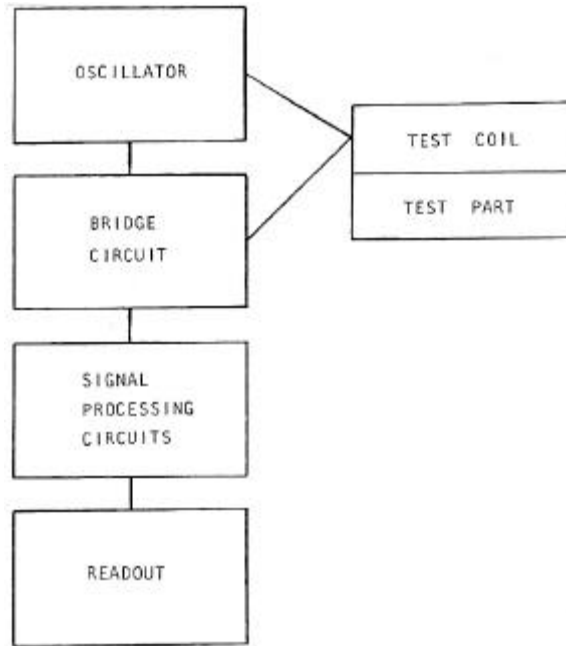 OSCILLATOR
TEST COIL
TEST PART
BRIDGE
CIRCUIT
SIGNAL
PROCESSING
CIRCUITS
READOUT